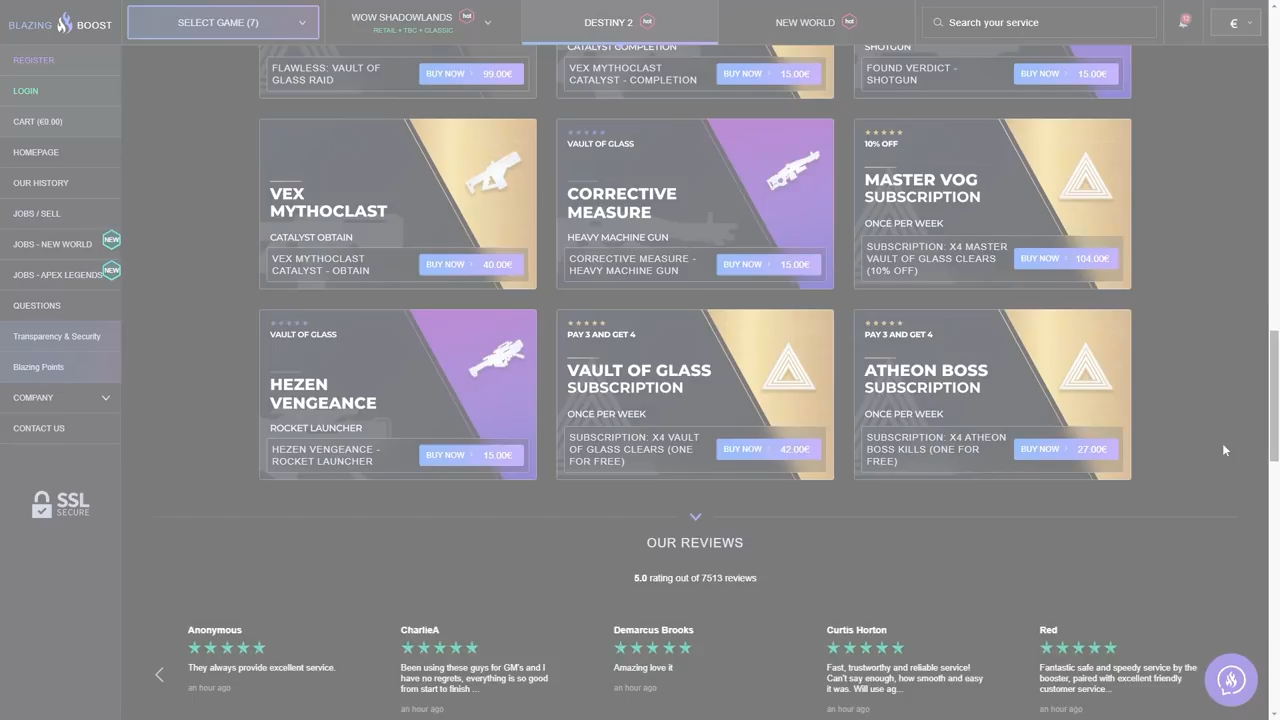 BLAZING BOOST
SELECT GAME (7)
WOW SHADOWLANDS hot
RETAIL + TBC + CLASSIC
DESTINY 2 hot
NEW WORLD hot
Search your service
12
€
REGISTER
LOGIN
CART (€0.00)
HOMEPAGE
OUR HISTORY
JOBS / SELL
JOBS - NEW WORLD NEW
JOBS - APEX LEGENDS NEW
QUESTIONS
Transparency & Security
Blazing Points
COMPANY
CONTACT US
SSL
SECURE
FLAWLESS: VAULT OF
GLASS RAID
BUY NOW 99.00€
CATALYST COMPLETION
VEX MYTHOCLAST
CATALYST - COMPLETION
BUY NOW 15.00€
SHOTGUN
FOUND VERDICT -
SHOTGUN
BUY NOW 15.00€
VEX
MYTHOCLAST
CATALYST OBTAIN
VEX MYTHOCLAST
CATALYST - OBTAIN
BUY NOW 40.00€
VAULT OF GLASS
CORRECTIVE
MEASURE
HEAVY MACHINE GUN
CORRECTIVE MEASURE -
HEAVY MACHINE GUN
BUY NOW 15.00€
10% OFF
MASTER VOG
SUBSCRIPTION
ONCE PER WEEK
SUBSCRIPTION: X4 MASTER
VAULT OF GLASS CLEARS
(10% OFF)
BUY NOW 104.00€
VAULT OF GLASS
HEZEN
VENGEANCE
ROCKET LAUNCHER
HEZEN VENGEANCE -
ROCKET LAUNCHER
BUY NOW 15.00€
PAY 3 AND GET 4
VAULT OF GLASS
SUBSCRIPTION
ONCE PER WEEK
SUBSCRIPTION: X4 VAULT
OF GLASS CLEARS (ONE
FOR FREE)
BUY NOW 42.00€
PAY 3 AND GET 4
ATHEON BOSS
SUBSCRIPTION
ONCE PER WEEK
SUBSCRIPTION: X4 ATHEON
BOSS KILLS (ONE FOR
FREE)
BUY NOW 27.00€
OUR REVIEWS
5.0 rating out of 7513 reviews
Anonymous
They always provide excellent service.
an hour ago
CharlieA
Been using these guys for GM's and I
have no regrets, everything is so good
from start to finish ...
an hour ago
Demarcus Brooks
Amazing love it
an hour ago
Curtis Horton
Fast, trustworthy and reliable service!
Can't say enough, how smooth and easy
it was. Will use ag...
an hour ago
Red
Fantastic safe and speedy service by the
booster, paired with excellent friendly
customer service...
an hour ago